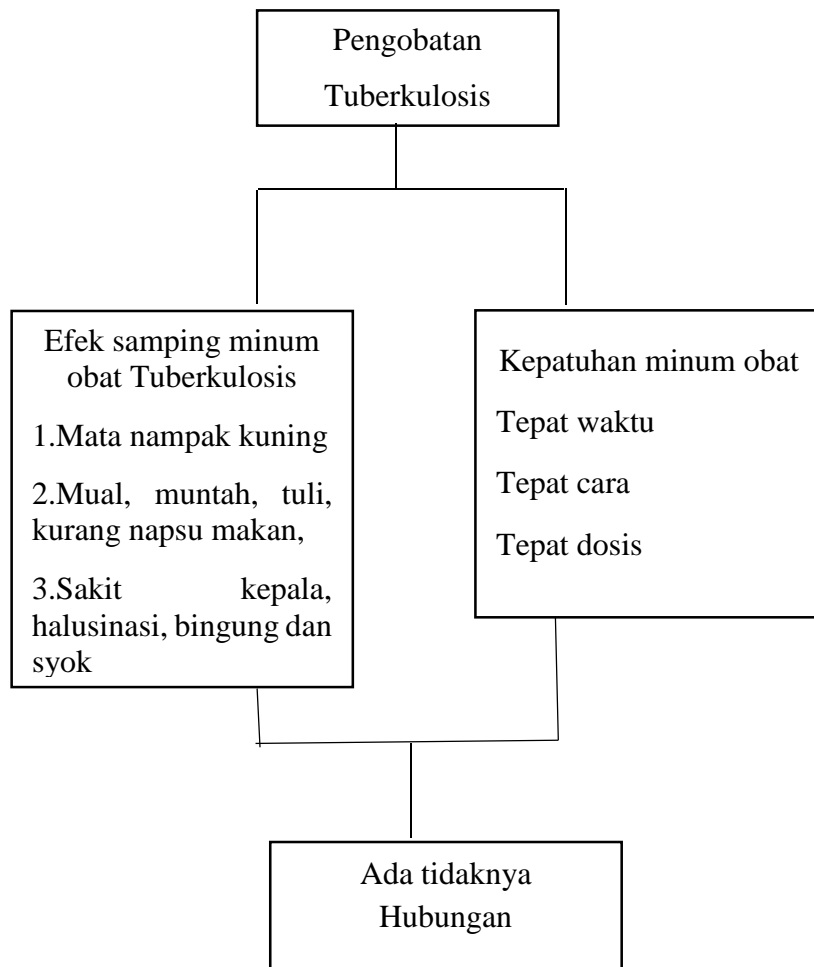 Pengobatan
Tuberkulosis
Efek samping minum
obat Tuberkulosis
1.Mata nampak kuning
2.Mual, muntah, tuli,
kurang napsu makan,
3.Sakit kepala,
halusinasi, bingung dan
syok
Kepatuhan minum obat
Tepat waktu
Tepat cara
Tepat dosis
Ada tidaknya
Hubungan